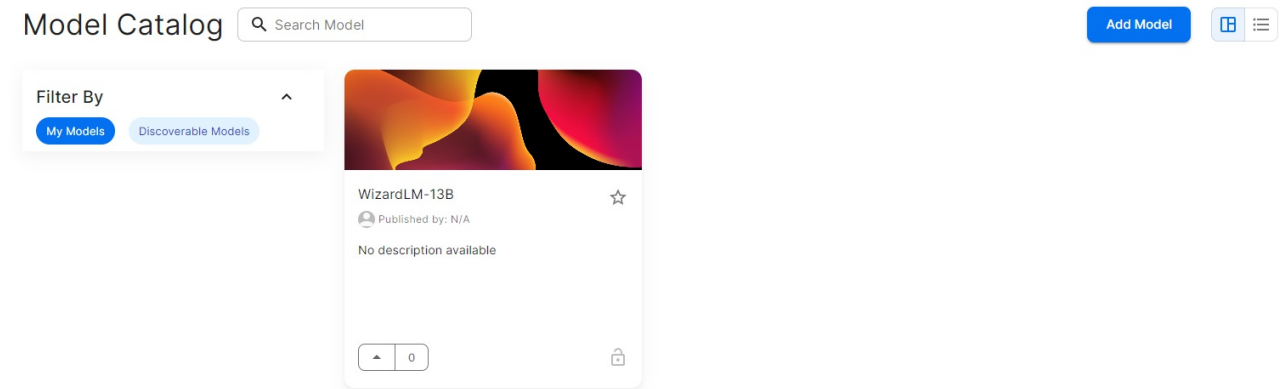 Model Catalog
Search Model
Add Model
Filter By
My Models
Discoverable Models
WizardLM-13B
Published by: N/A
No description available
0